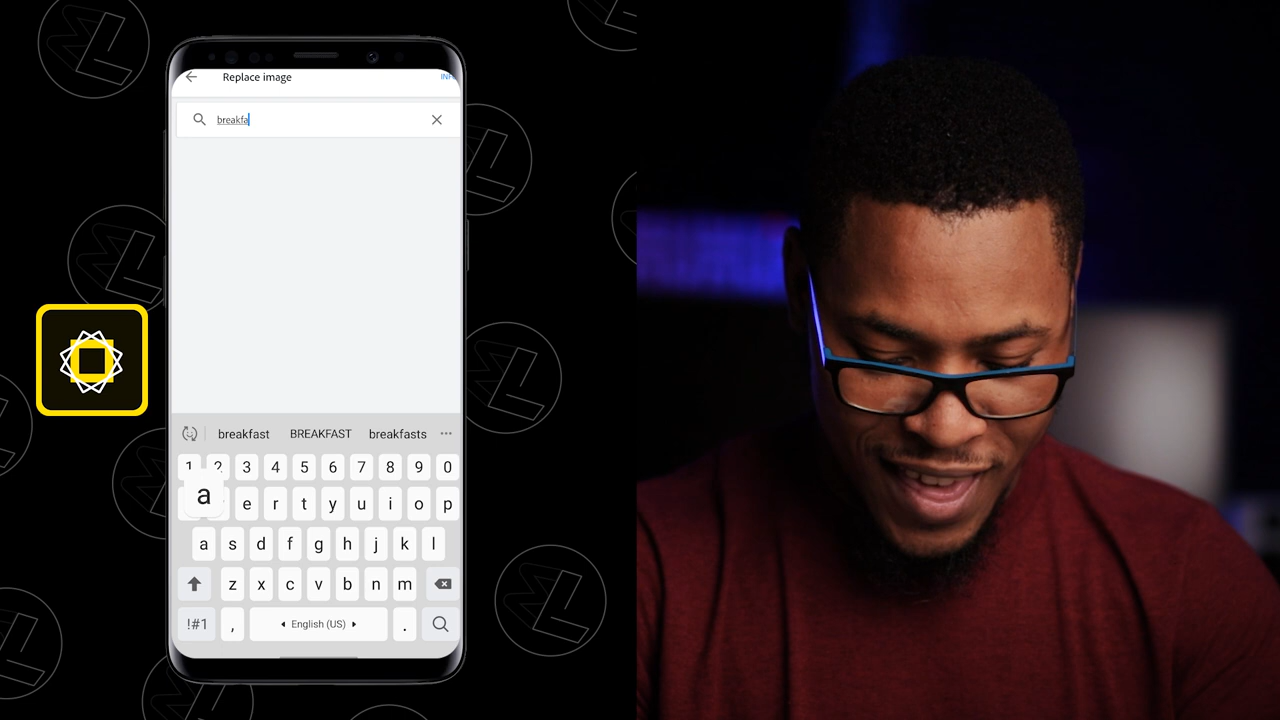 Replace image
INF
breakfa
breakfast BREAKFAST breakfasts
1 2 3 4 5 6 7 8 9 0
a
e r t y u i o p
a s d f g h j k l
z x c v b n m
!#1 , English (US) .